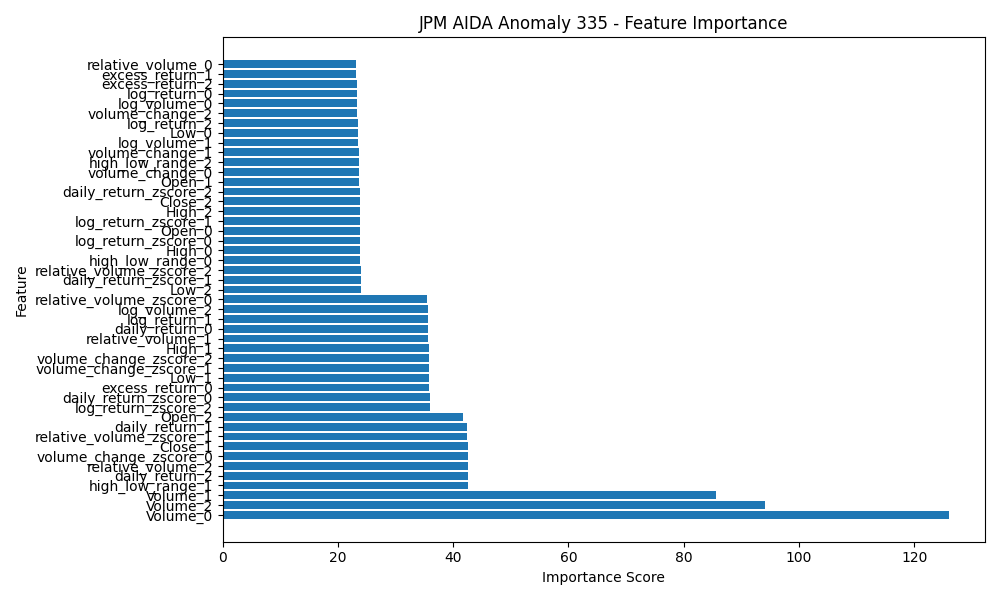 JPM AIDA Anomaly 335 - Feature Importance
relative_volume_0
excess_return_1
excess_return_2
log_return_0
log_volume_0
volume_change_2
log_return_2
Low_0
log_volume_1
volume_change_1
high_low_range_2
volume_change_0
Open_1
daily_return_zscore_2
Close_2
High_2
log_return_zscore_1
Open_0
log_return_zscore_0
High_0
high_low_range_0
relative_volume_zscore_2
daily_return_zscore_1
Low_2
relative_volume_zscore_0
log_volume_2
log_return_1
daily_return_0
relative_volume_1
High_1
volume_change_zscore_2
volume_change_zscore_1
Low_1
excess_return_0
daily_return_zscore_0
log_return_zscore_2
Open_2
daily_return_1
relative_volume_zscore_1
Close_1
volume_change_zscore_0
relative_volume_2
daily_return_2
high_low_range_1
Volume_1
Volume_2
Volume_0
Feature
0 20 40 60 80 100 120
Importance Score